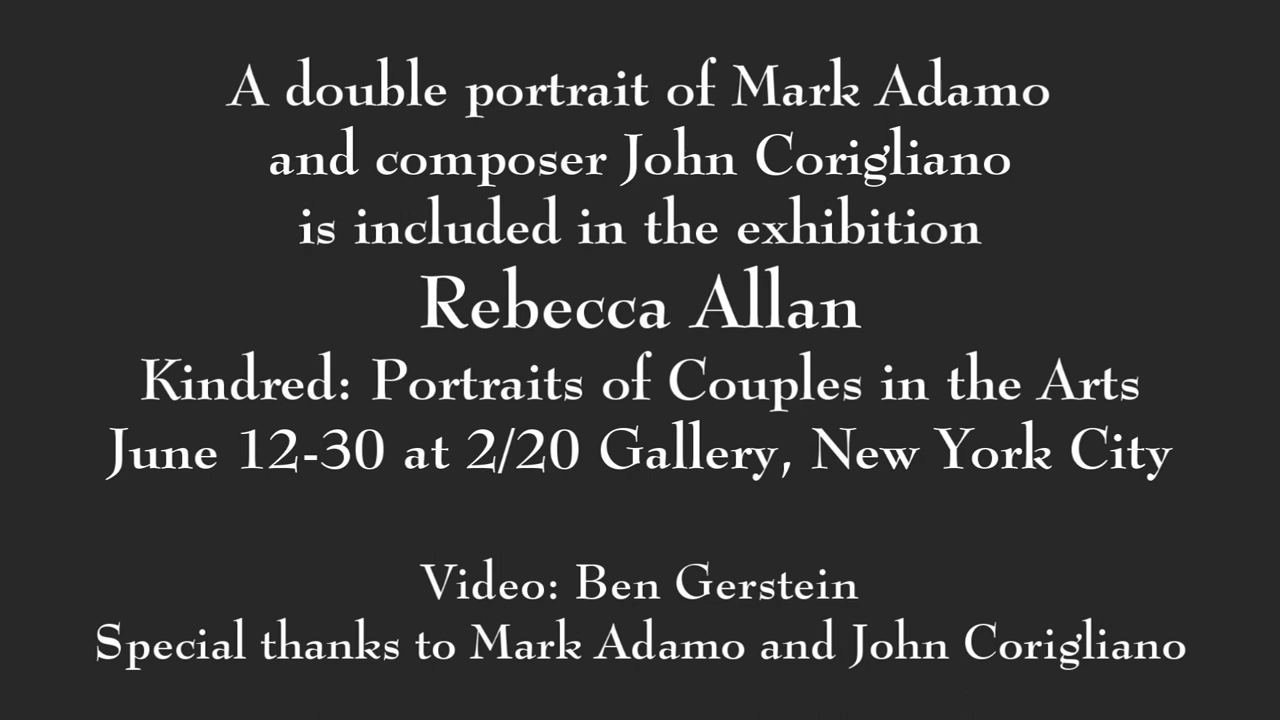 A double portrait of Mark Adamo
and composer John Corigliano
is included in the exhibition
Rebecca Allan
Kindred: Portraits of Couples in the Arts
June 12-30 at 2/20 Gallery, New York City
Video: Ben Gerstein
Special thanks to Mark Adamo and John Corigliano